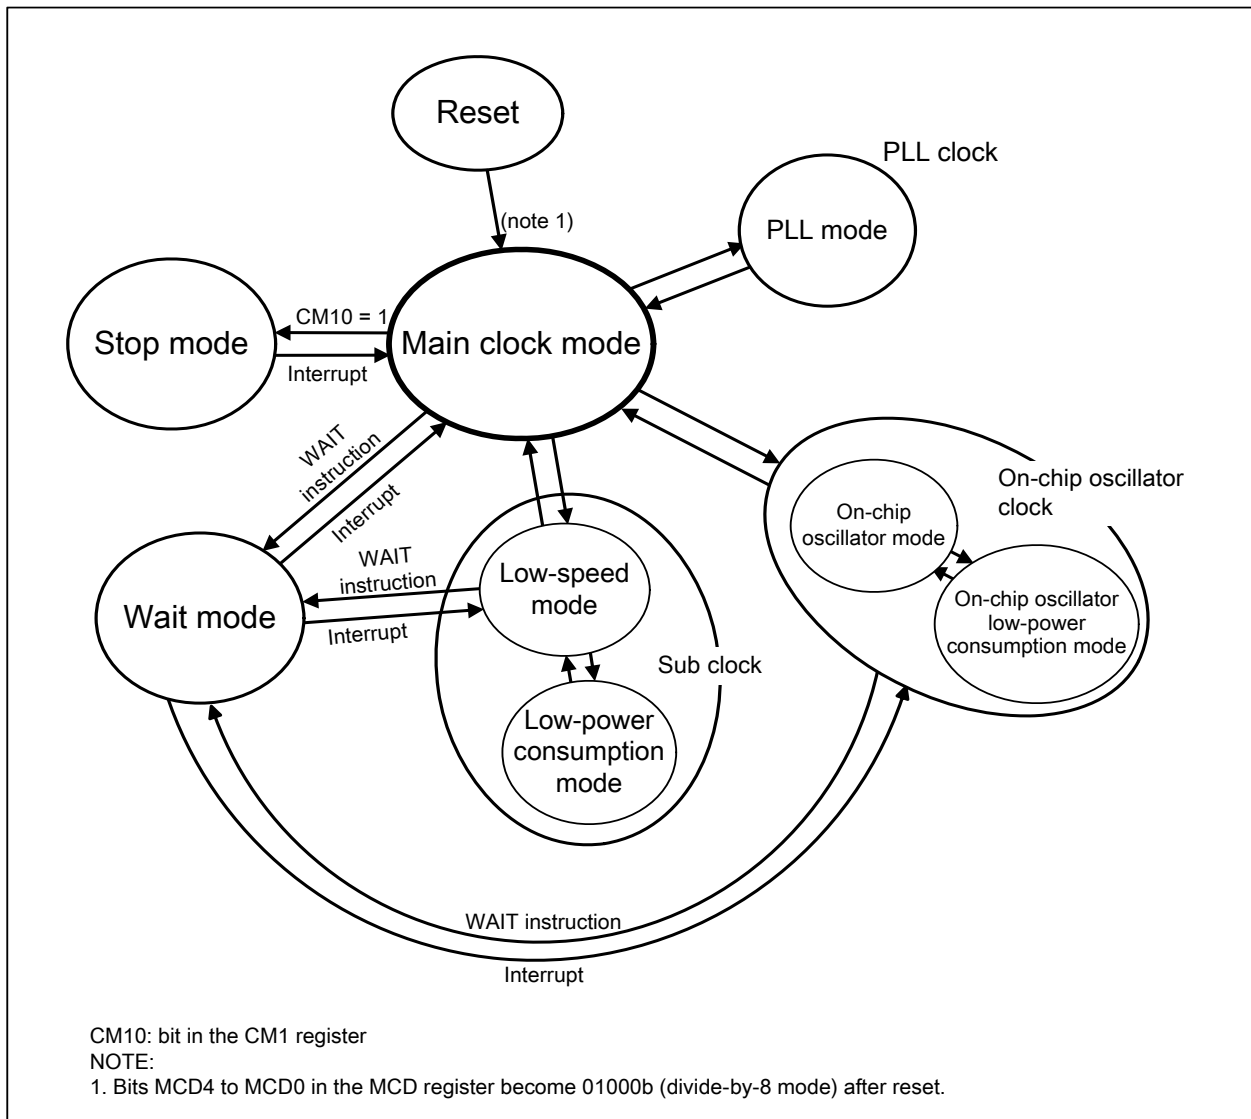 Reset
PLL clock
(note 1)
PLL mode
CM10 = 1
Stop mode
Main clock mode
Interrupt
WAIT
instruction
Interrupt
On-chip oscillator
clock
On-chip
oscillator mode
WAIT
instruction
Low-speed
mode
On-chip oscillator
low-power
consumption mode
Wait mode
Interrupt
Sub clock
Low-power
consumption
mode
WAIT instruction
Interrupt
CM10: bit in the CM1 register
NOTE:
1. Bits MCD4 to MCD0 in the MCD register become 01000b (divide-by-8 mode) after reset.